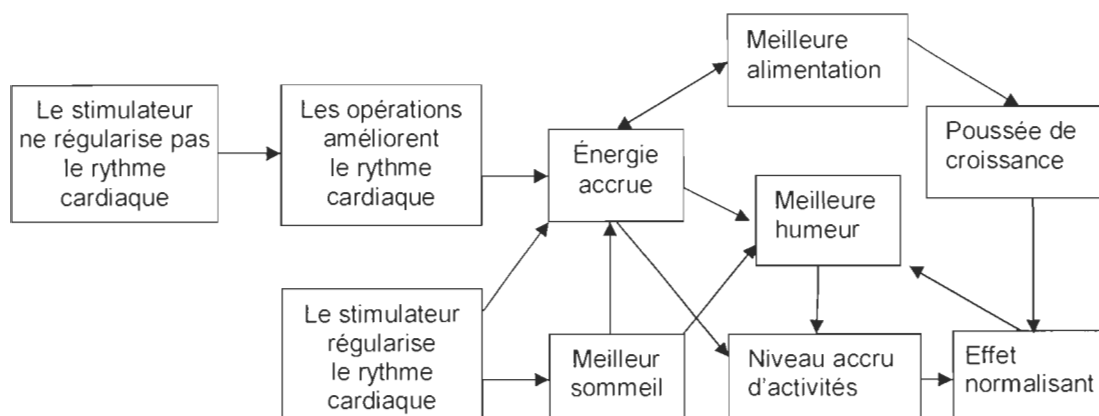 Le stimulateur
ne régularise pas
le rythme
cardiaque
Les opérations
améliorent
le rythme
cardiaque
Énergie
accrue
Meilleure
alimentation
Poussée de
croissance
Meilleure
humeur
Le stimulateur
régularise
le rythme
cardiaque
Meilleur
sommeil
Niveau accru
d'activités
Effet
normalisant